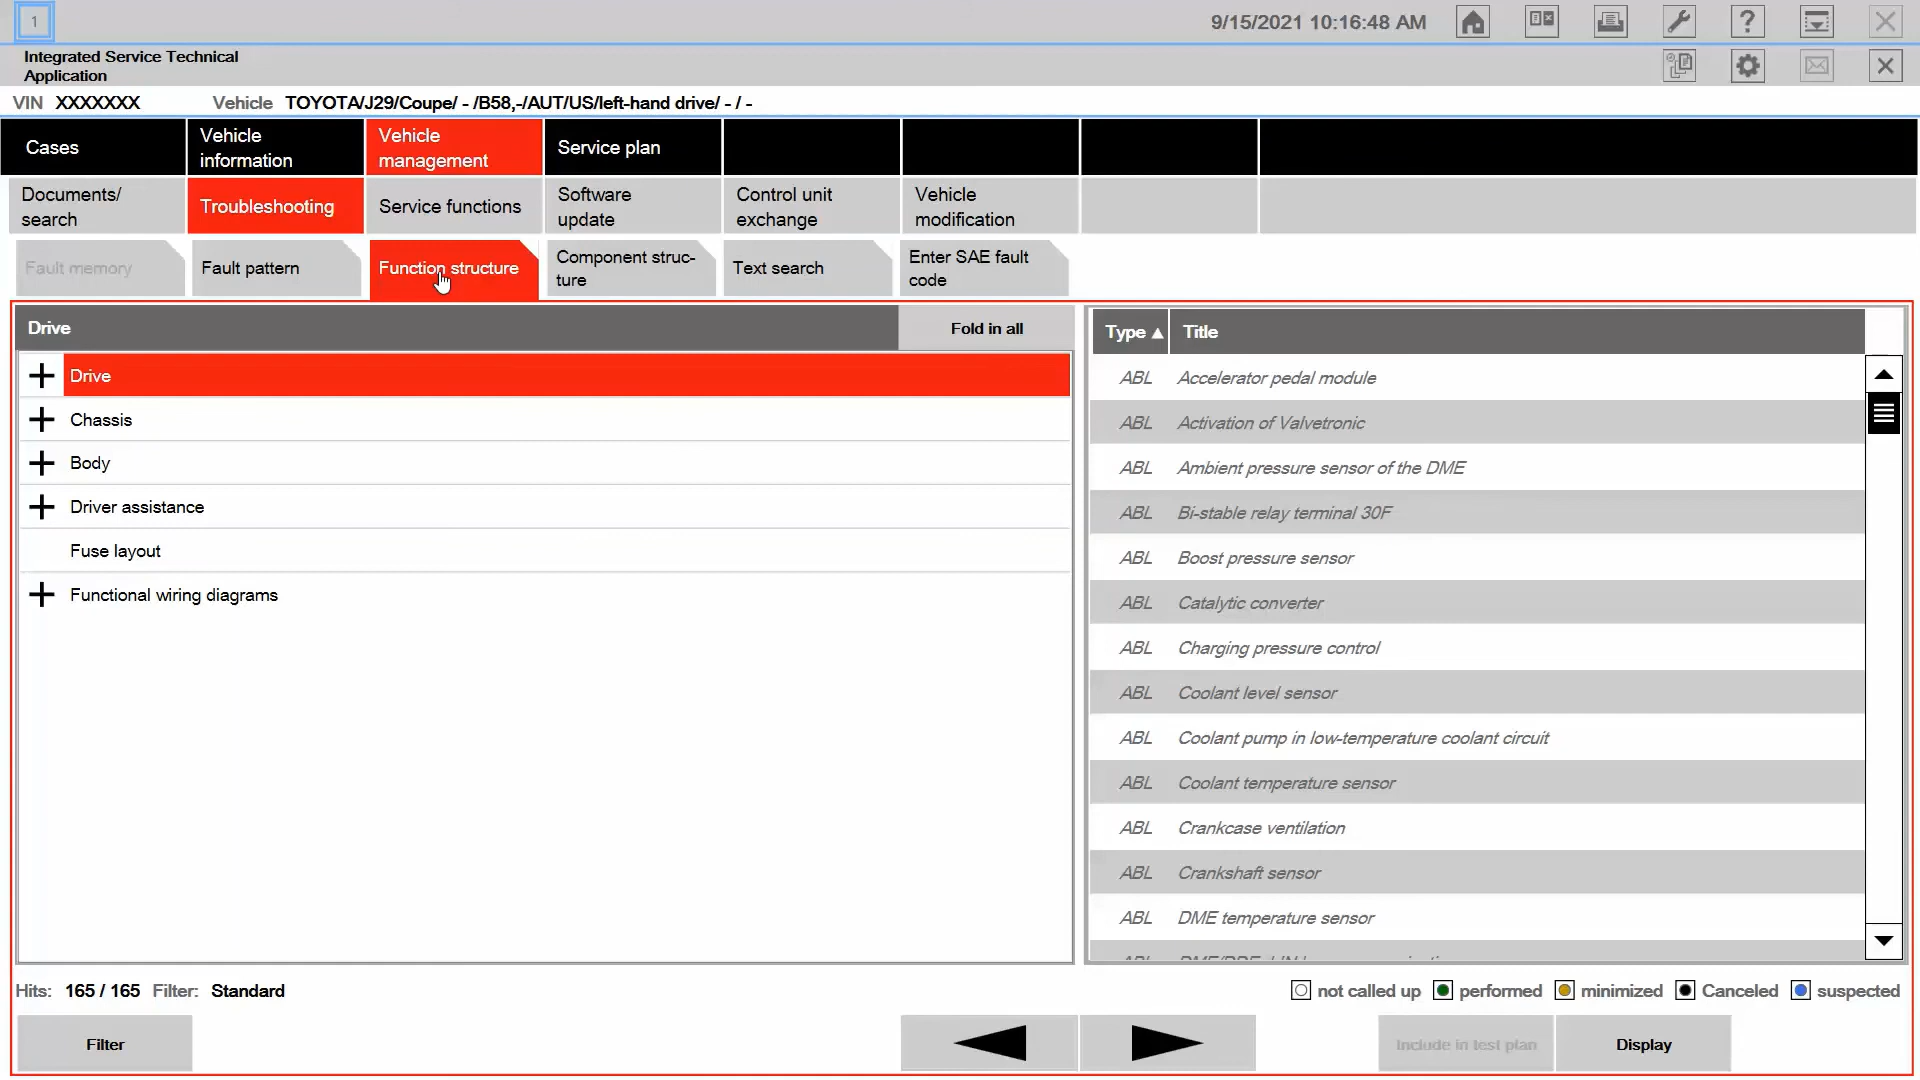 1
9/15/2021 10:16:48 AM
?
Integrated Service Technical
Application
VIN XXXXXXX Vehicle TOYOTA/J29/Coupe/ - /B58,-/AUT/US/left-hand drive/ - / -
Cases
Vehicle
information
Vehicle
management
Service plan
Documents/
search
Troubleshooting
Service functions
Software
update
Control unit
exchange
Vehicle
modification
Fault memory
Fault pattern
Function structure
Component struc-
ture
Text search
Enter SAE fault
code
Drive
Fold in all
Drive
Chassis
Body
Driver assistance
Fuse layout
Functional wiring diagrams
Type Title
ABL Accelerator pedal module
ABL Activation of Valvetronic
ABL Ambient pressure sensor of the DME
ABL Bi-stable relay terminal 30F
ABL Boost pressure sensor
ABL Catalytic converter
ABL Charging pressure control
ABL Coolant level sensor
ABL Coolant pump in low-temperature coolant circuit
ABL Coolant temperature sensor
ABL Crankcase ventilation
ABL Crankshaft sensor
ABL DME temperature sensor
Hits: 165 / 165 Filter: Standard
not called up performed minimized Canceled suspected
Filter
Include in test plan
Display